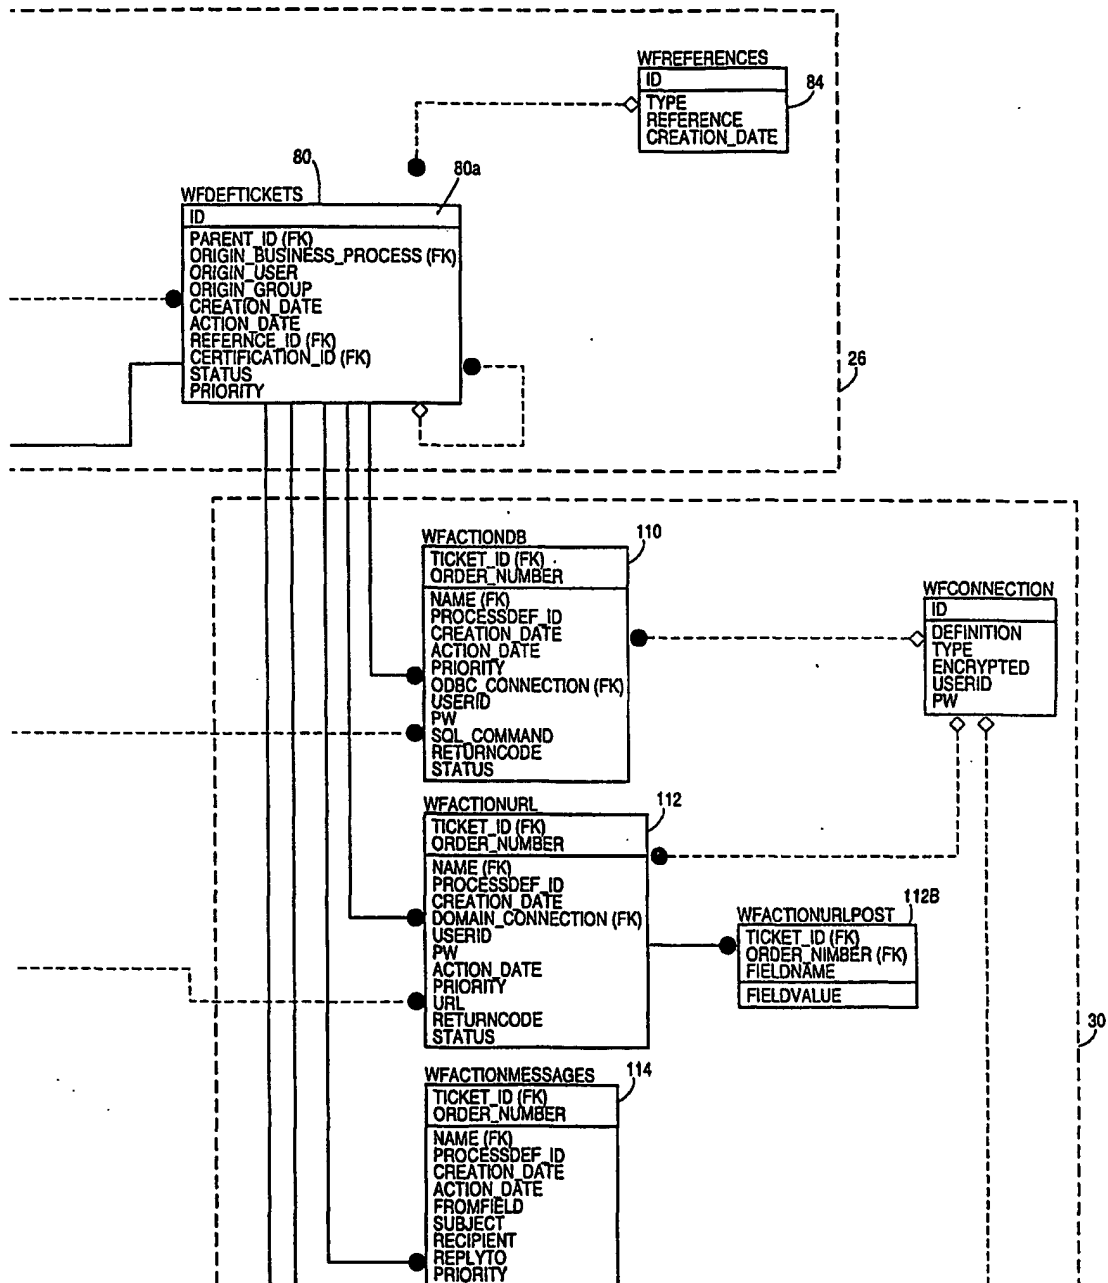 WFREFERENCES
ID
TYPE
REFERENCE
CREATION_DATE
84
80
80a
WFDEFTICKETS
ID
PARENT_ID (FK)
ORIGIN_BUSINESS_PROCESS (FK)
ORIGIN_USER
ORIGIN_GROUP
CREATION_DATE
ACTION_DATE
REFERNCE_ID (FK)
CERTIFICATION_ID (FK)
STATUS
PRIORITY
26
WFACTIONDB
110
TICKET_ID (FK)
ORDER_NUMBER
NAME (FK)
PROCESSDEF_ID
CREATION_DATE
ACTION_DATE
PRIORITY
ODBC_CONNECTION (FK)
USERID
PW
SQL_COMMAND
RETURNCODE
STATUS
WFCONNECTION
ID
DEFINITION
TYPE
ENCRYPTED
USERID
PW
WFACTIONURL
112
TICKET_ID (FK)
ORDER_NUMBER
NAME (FK)
PROCESSDEF_ID
CREATION_DATE
DOMAIN_CONNECTION (FK)
USERID
PW
ACTION_DATE
PRIORITY
URL
RETURNCODE
STATUS
WFACTIONURLPOST
112B
TICKET_ID (FK)
ORDER_NIMBER (FK)
FIELDNAME
FIELDVALUE
30
WFACTIONMESSAGES
114
TICKET_ID (FK)
ORDER_NUMBER
NAME (FK)
PROCESSDEF_ID
CREATION_DATE
ACTION_DATE
FROMFIELD
SUBJECT
RECIPIENT
REPLYTO
PRIORITY